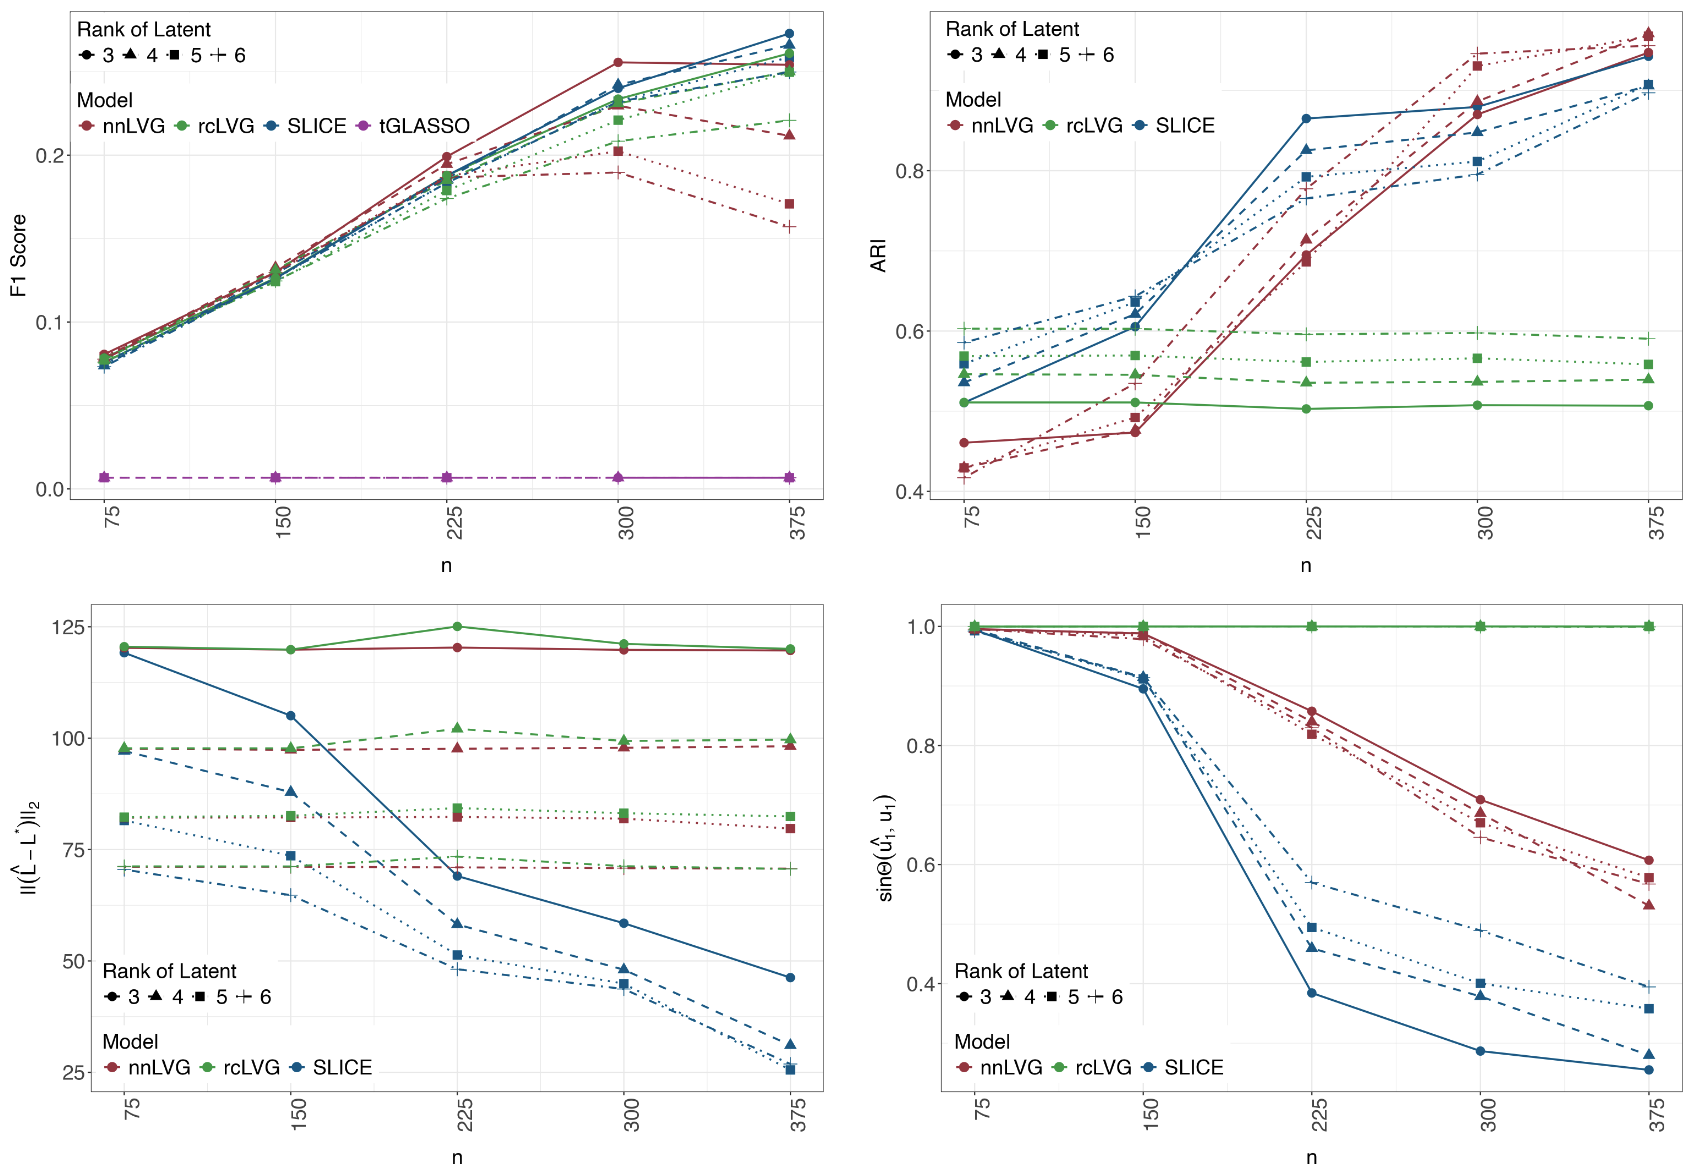 Rank of Latent
3 4 5 6
Model
nnLVG rcLVG SLICE tGLASSO
F1 Score
0.2
0.1
0.0
75 150 225 300 375
n
Rank of Latent
3 4 5 6
Model
nnLVG rcLVG SLICE
ARI
0.8
0.6
0.4
75 150 225 300 375
n
||(L̂ − L*)||₂
125
100
75
50
25
Rank of Latent
3 4 5 6
Model
nnLVG rcLVG SLICE
75 150 225 300 375
n
sinΘ(û₁, u₁)
1.0
0.8
0.6
0.4
Rank of Latent
3 4 5 6
Model
nnLVG rcLVG SLICE
75 150 225 300 375
n